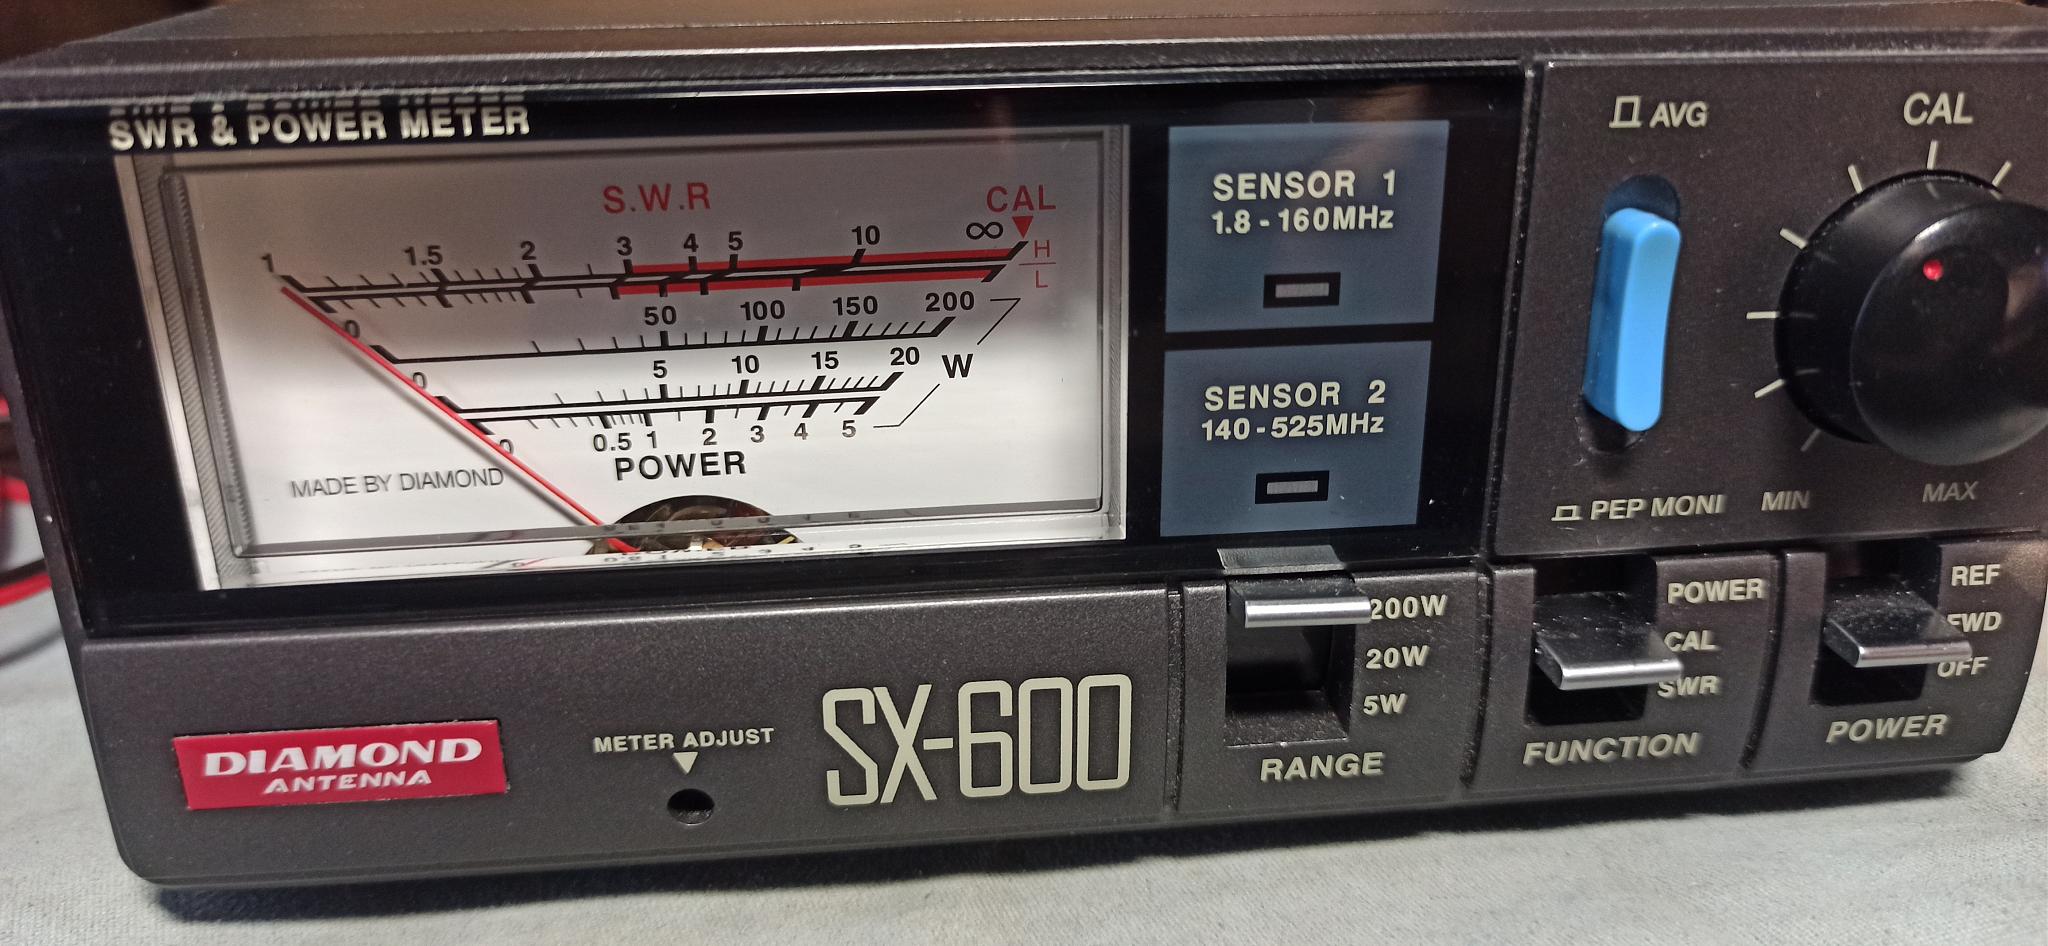 SWR & POWER METER
S.W.R
CAL
1 1.5 2 3 4 5 10 ∞
H
L
0 50 100 150 200
0 5 10 15 20
W
0 0.5 1 2 3 4 5
POWER
MADE BY DIAMOND
SENSOR 1
1.8 - 160MHz
SENSOR 2
140 - 525MHz
AVG
PEP MONI
CAL
MIN
MAX
DIAMOND
ANTENNA
METER ADJUST
SX-600
200W
20W
5W
RANGE
POWER
CAL
SWR
FUNCTION
REF
FWD
OFF
POWER